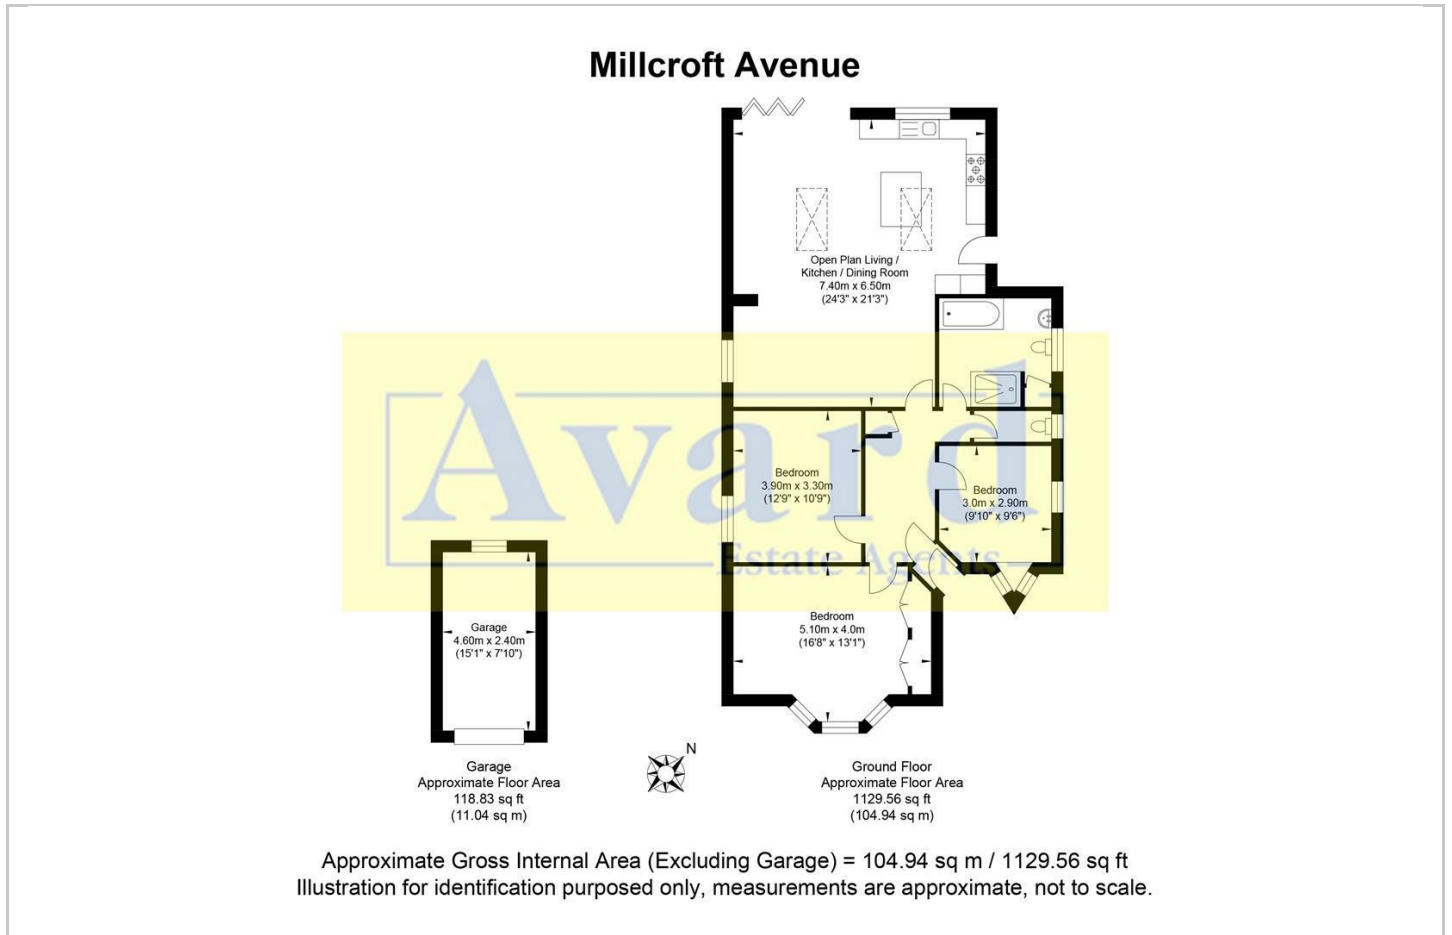 Millcroft Avenue
Open Plan Living /
Kitchen / Dining Room
7.40m x 6.50m
(24'3" x 21'3")
Avard
Estate Agents
Bedroom
3.90m x 3.30m
(12'9" x 10'9")
Bedroom
3.0m x 2.90m
(9'10" x 9'6")
Bedroom
5.10m x 4.0m
(16'8" x 13'1")
Garage
4.60m x 2.40m
(15'1" x 7'10")
N
Garage
Approximate Floor Area
118.83 sq ft
(11.04 sq m)
Ground Floor
Approximate Floor Area
1129.56 sq ft
(104.94 sq m)
Approximate Gross Internal Area (Excluding Garage) = 104.94 sq m / 1129.56 sq ft
Illustration for identification purposed only, measurements are approximate, not to scale.